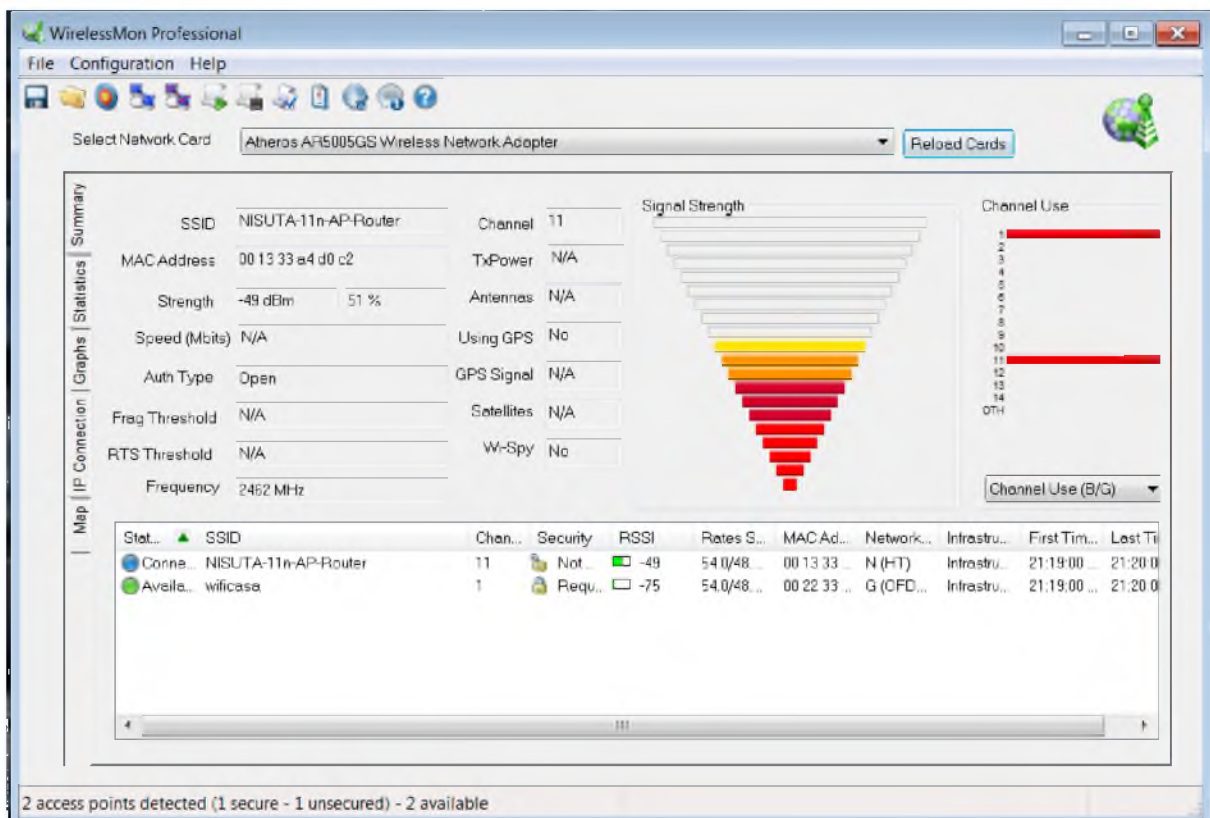 WirelessMon Professional
File Configuration Help
Select Network Card Atheros AR5005GS Wireless Network Adapter Reload Cards
Summary
Statistics
Graphs
IP Connection
Map
SSID NISUTA-11n-AP-Router
MAC Address 00 13 33 a4 d0 c2
Strength -49 dBm 51 %
Speed (Mbits) N/A
Auth Type Open
Frag Threshold N/A
RTS Threshold N/A
Frequency 2462 MHz
Channel 11
TxPower N/A
Antennas N/A
Using GPS No
GPS Signal N/A
Satellites N/A
Wi-Spy No
Signal Strength
Channel Use
1
2
3
4
5
6
7
8
9
10
11
12
13
14
OTH
Channel Use (B/G)
Stat... SSID Chan... Security RSSI Rates S... MAC Ad... Network... Infrastru... First Tim... Last Ti
Conne... NISUTA-11n-AP-Router 11 Not... -49 54.0/48... 00 13 33 ... N (HT) Infrastru... 21:19:00 ... 21:20:0
Availa... wificasa 1 Requ... -75 54.0/48... 00 22 33 ... G (OFD... Infrastru... 21:19:00 ... 21:20:0
2 access points detected (1 secure - 1 unsecured) - 2 available